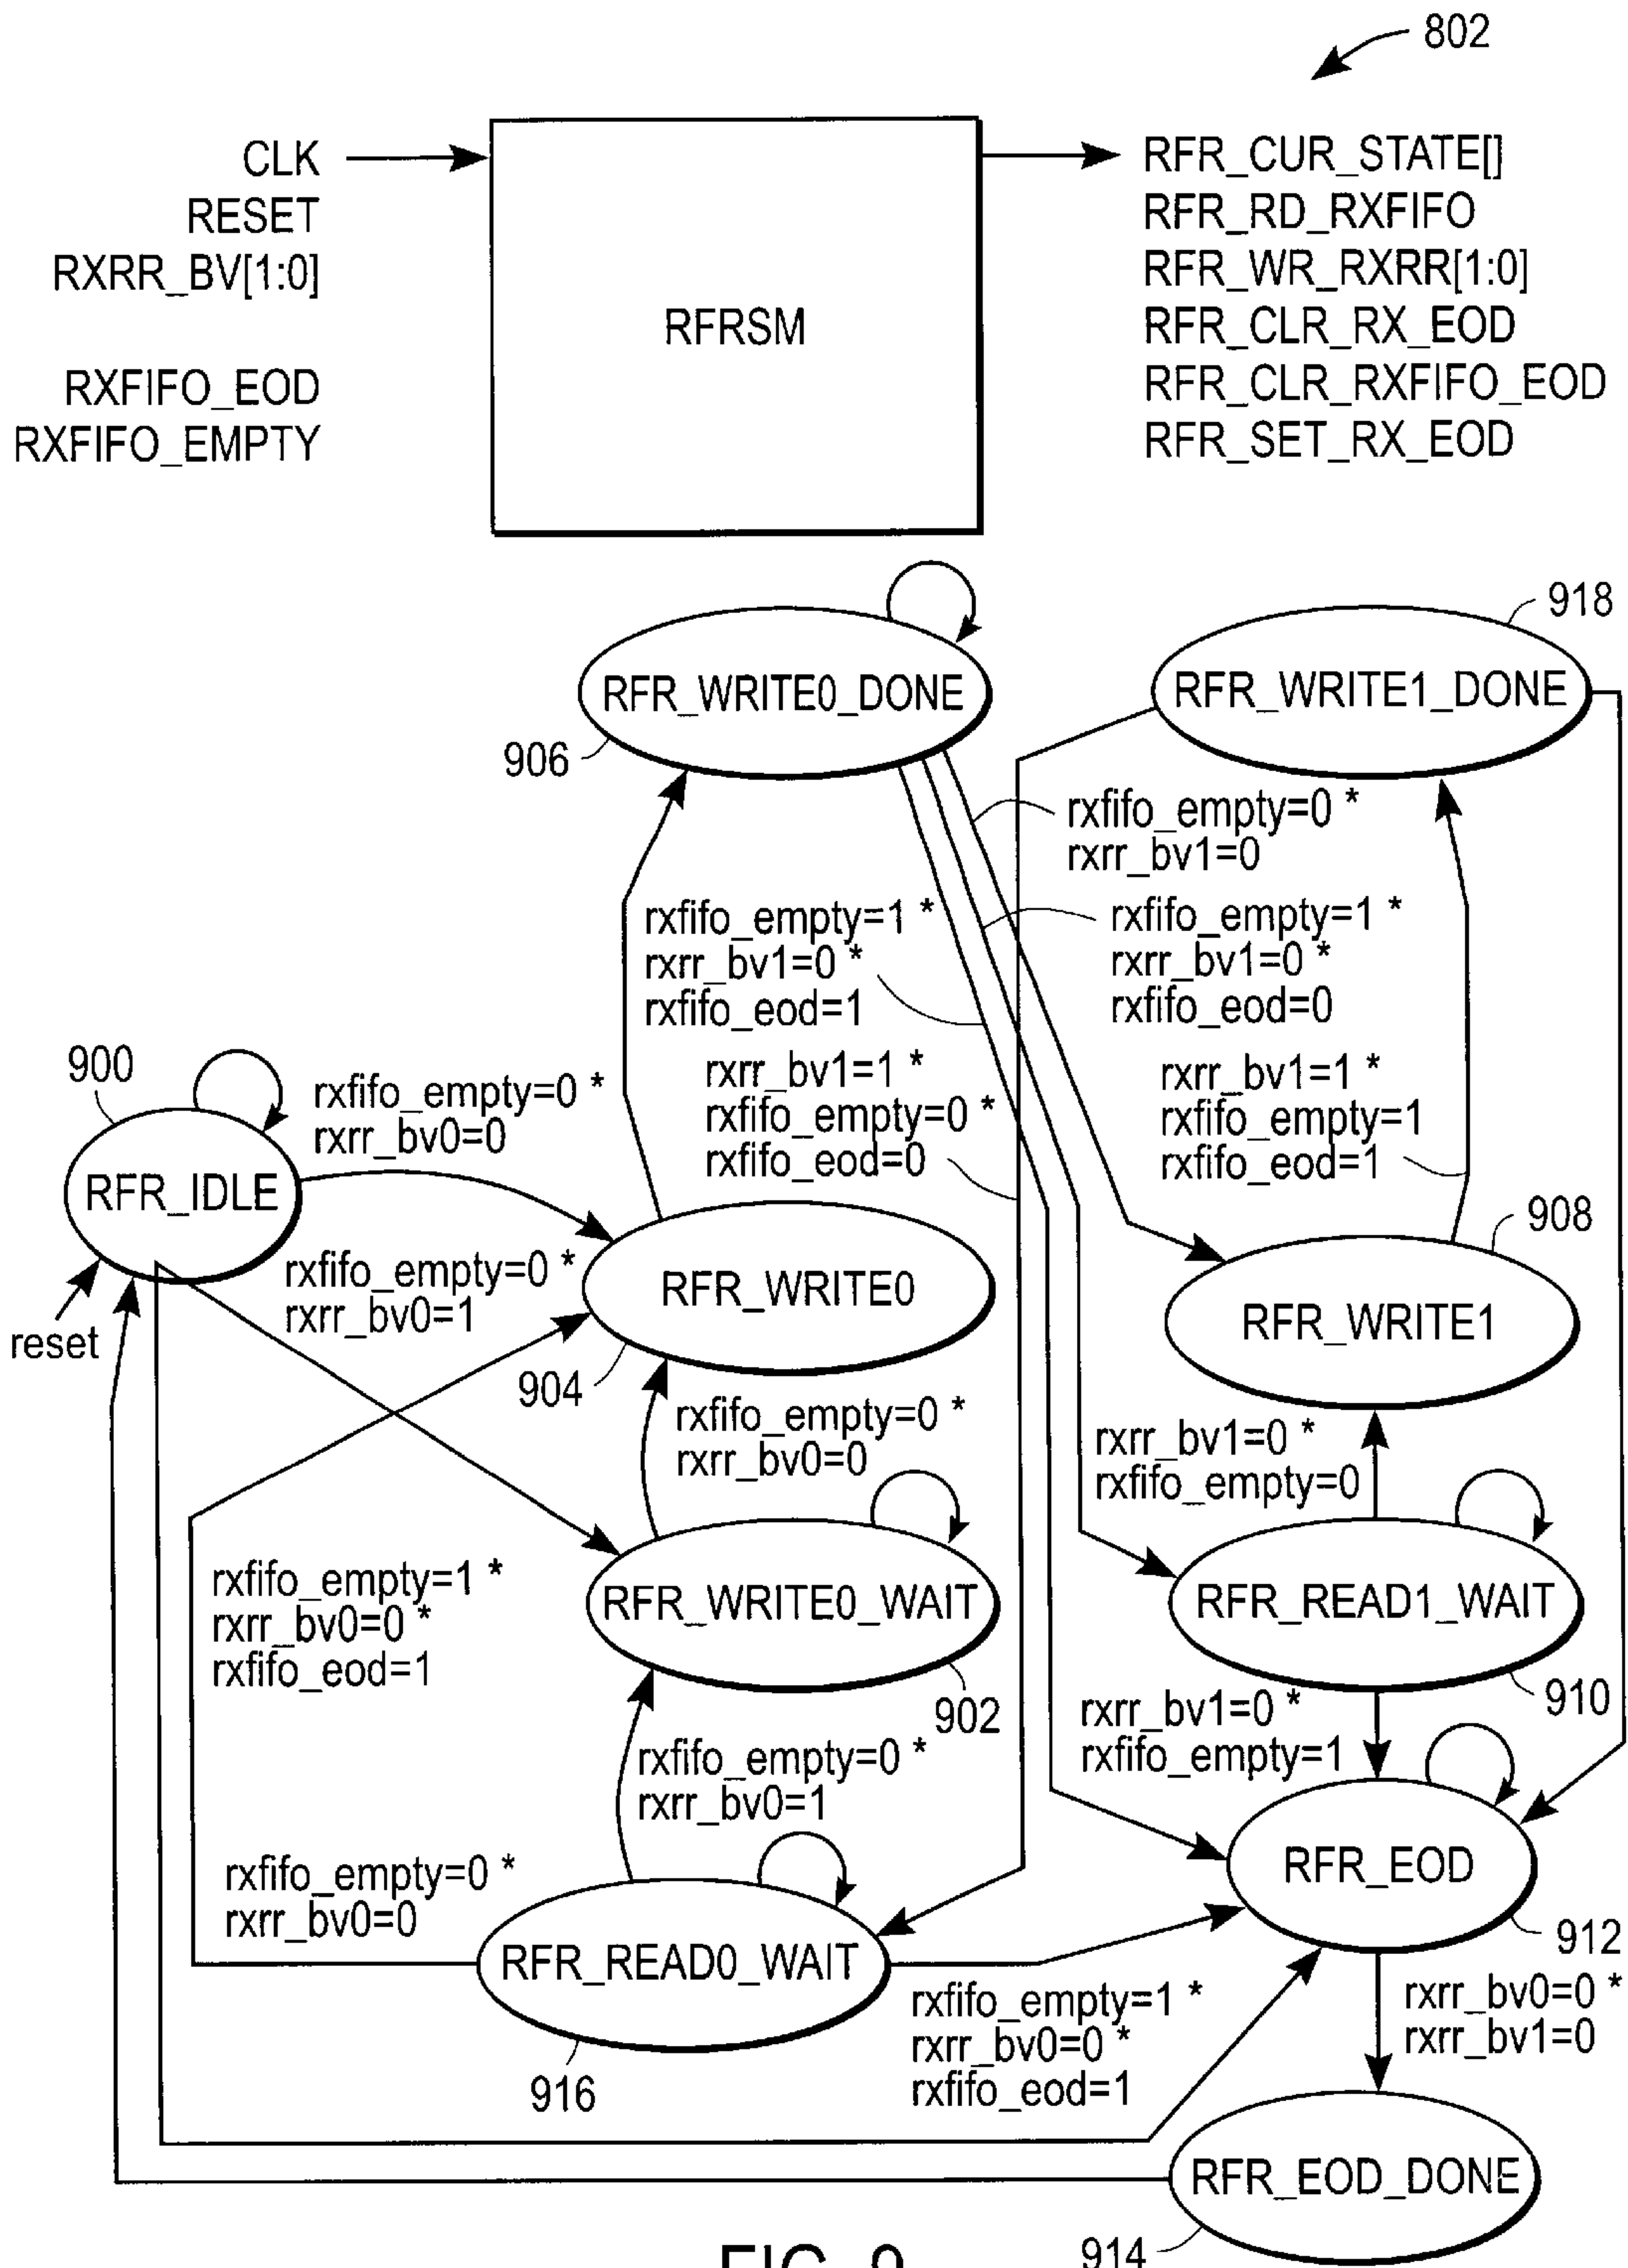 802
CLK
RESET
RXRR_BV[1:0]
RXFIFO_EOD
RXFIFO_EMPTY
RFRSM
RFR_CUR_STATE[]
RFR_RD_RXFIFO
RFR_WR_RXRR[1:0]
RFR_CLR_RX_EOD
RFR_CLR_RXFIFO_EOD
RFR_SET_RX_EOD
RFR_WRITE0_DONE
906
918
RFR_WRITE1_DONE
rxfifo_empty=0 *
rxrr_bv1=0
rxfifo_empty=1 *
rxrr_bv1=0 *
rxfifo_eod=1
rxfifo_empty=1 *
rxrr_bv1=0 *
rxfifo_eod=0
rxrr_bv1=1 *
rxfifo_empty=0 *
rxfifo_eod=0
rxrr_bv1=1 *
rxfifo_empty=1
rxfifo_eod=1
900
RFR_IDLE
reset
rxfifo_empty=0 *
rxrr_bv0=0
rxfifo_empty=0 *
rxrr_bv0=1
RFR_WRITE0
904
908
RFR_WRITE1
rxfifo_empty=0 *
rxrr_bv0=0
rxrr_bv1=0 *
rxfifo_empty=0
rxfifo_empty=1 *
rxrr_bv0=0 *
rxfifo_eod=1
RFR_WRITE0_WAIT
902
RFR_READ1_WAIT
910
rxfifo_empty=0 *
rxrr_bv0=1
rxrr_bv1=0 *
rxfifo_empty=1
rxfifo_empty=0 *
rxrr_bv0=0
RFR_READ0_WAIT
916
RFR_EOD
912
rxfifo_empty=1 *
rxrr_bv0=0 *
rxfifo_eod=1
rxrr_bv0=0 *
rxrr_bv1=0
RFR_EOD_DONE
914
FIG. 9